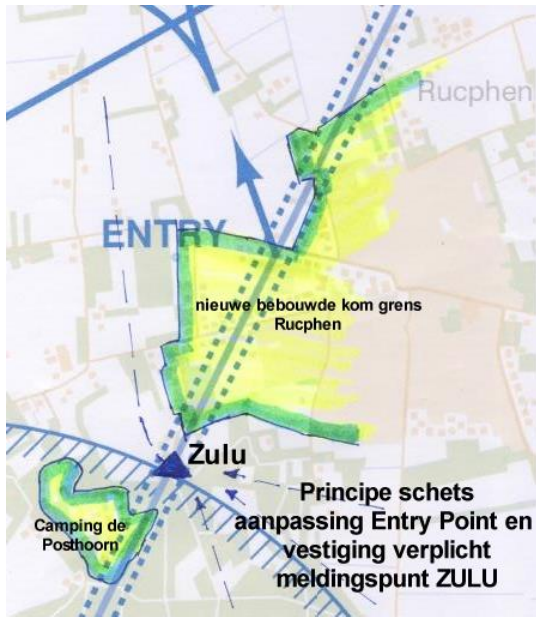 Rucphen
ENTRY
nieuwe bebouwde kom grens
Rucphen
Zulu
Camping de
Posthoorn
Principe schets
aanpassing Entry Point en
vestiging verplicht
meldingspunt ZULU